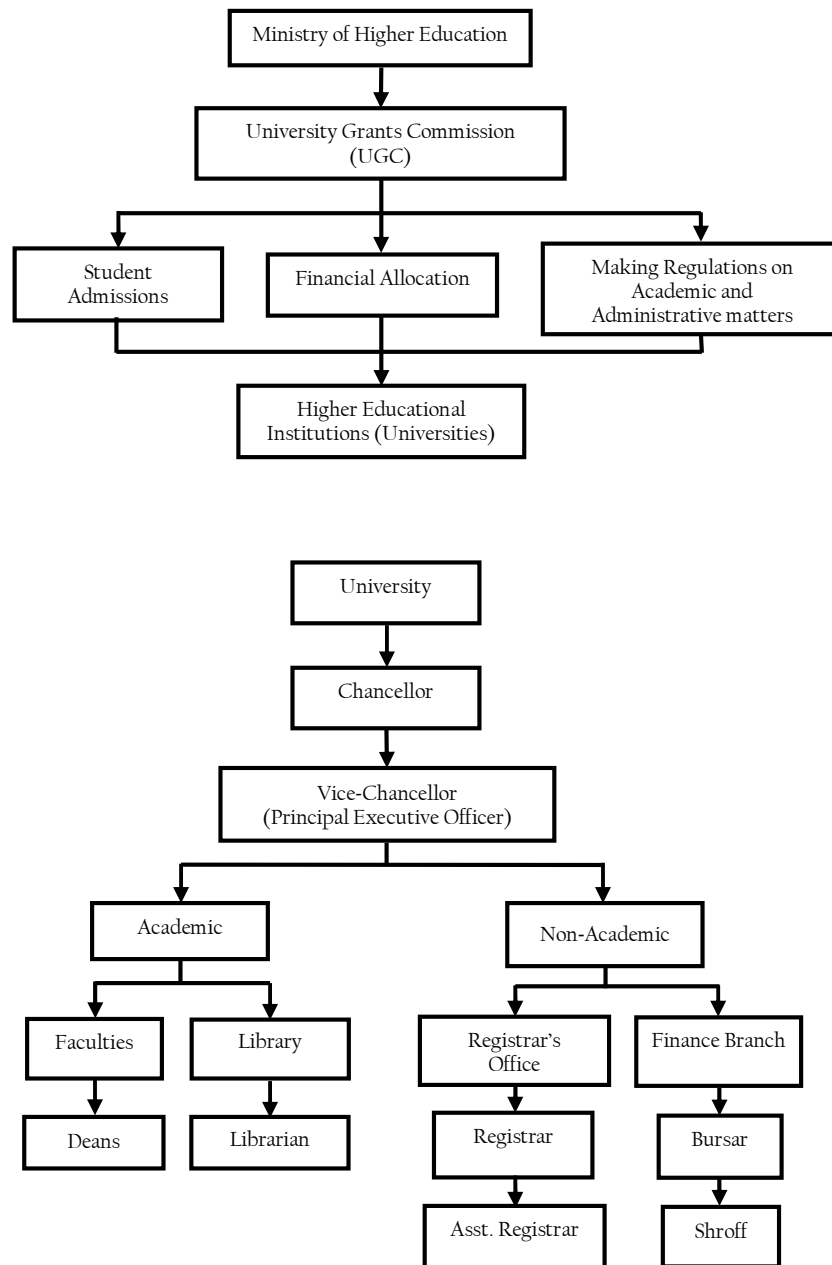 Ministry of Higher Education
University Grants Commission
(UGC)
Student
Admissions
Financial Allocation
Making Regulations on
Academic and
Administrative matters
Higher Educational
Institutions (Universities)
University
Chancellor
Vice-Chancellor
(Principal Executive Officer)
Academic
Non-Academic
Faculties
Library
Registrar’s
Office
Finance Branch
Deans
Librarian
Registrar
Bursar
Asst. Registrar
Shroff